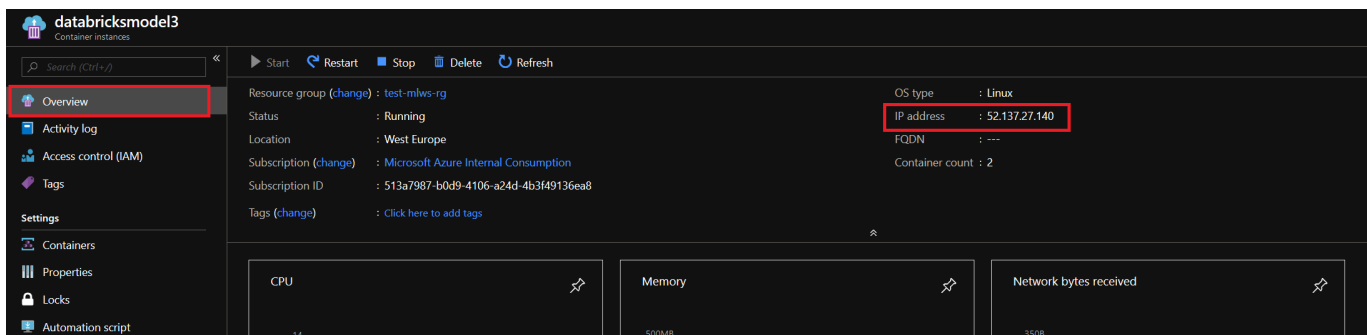 databricksmodel3
Container instances
Search (Ctrl+/)
«
Start Restart Stop Delete Refresh
Overview
Activity log
Access control (IAM)
Tags
Settings
Containers
Properties
Locks
Automation script
Resource group (change) : test-mlws-rg
Status : Running
Location : West Europe
Subscription (change) : Microsoft Azure Internal Consumption
Subscription ID : 513a7987-b0d9-4106-a24d-4b3f49136ea8
Tags (change) : Click here to add tags
OS type : Linux
IP address : 52.137.27.140
FQDN : ---
Container count : 2
CPU
14
Memory
500MB
Network bytes received
350B